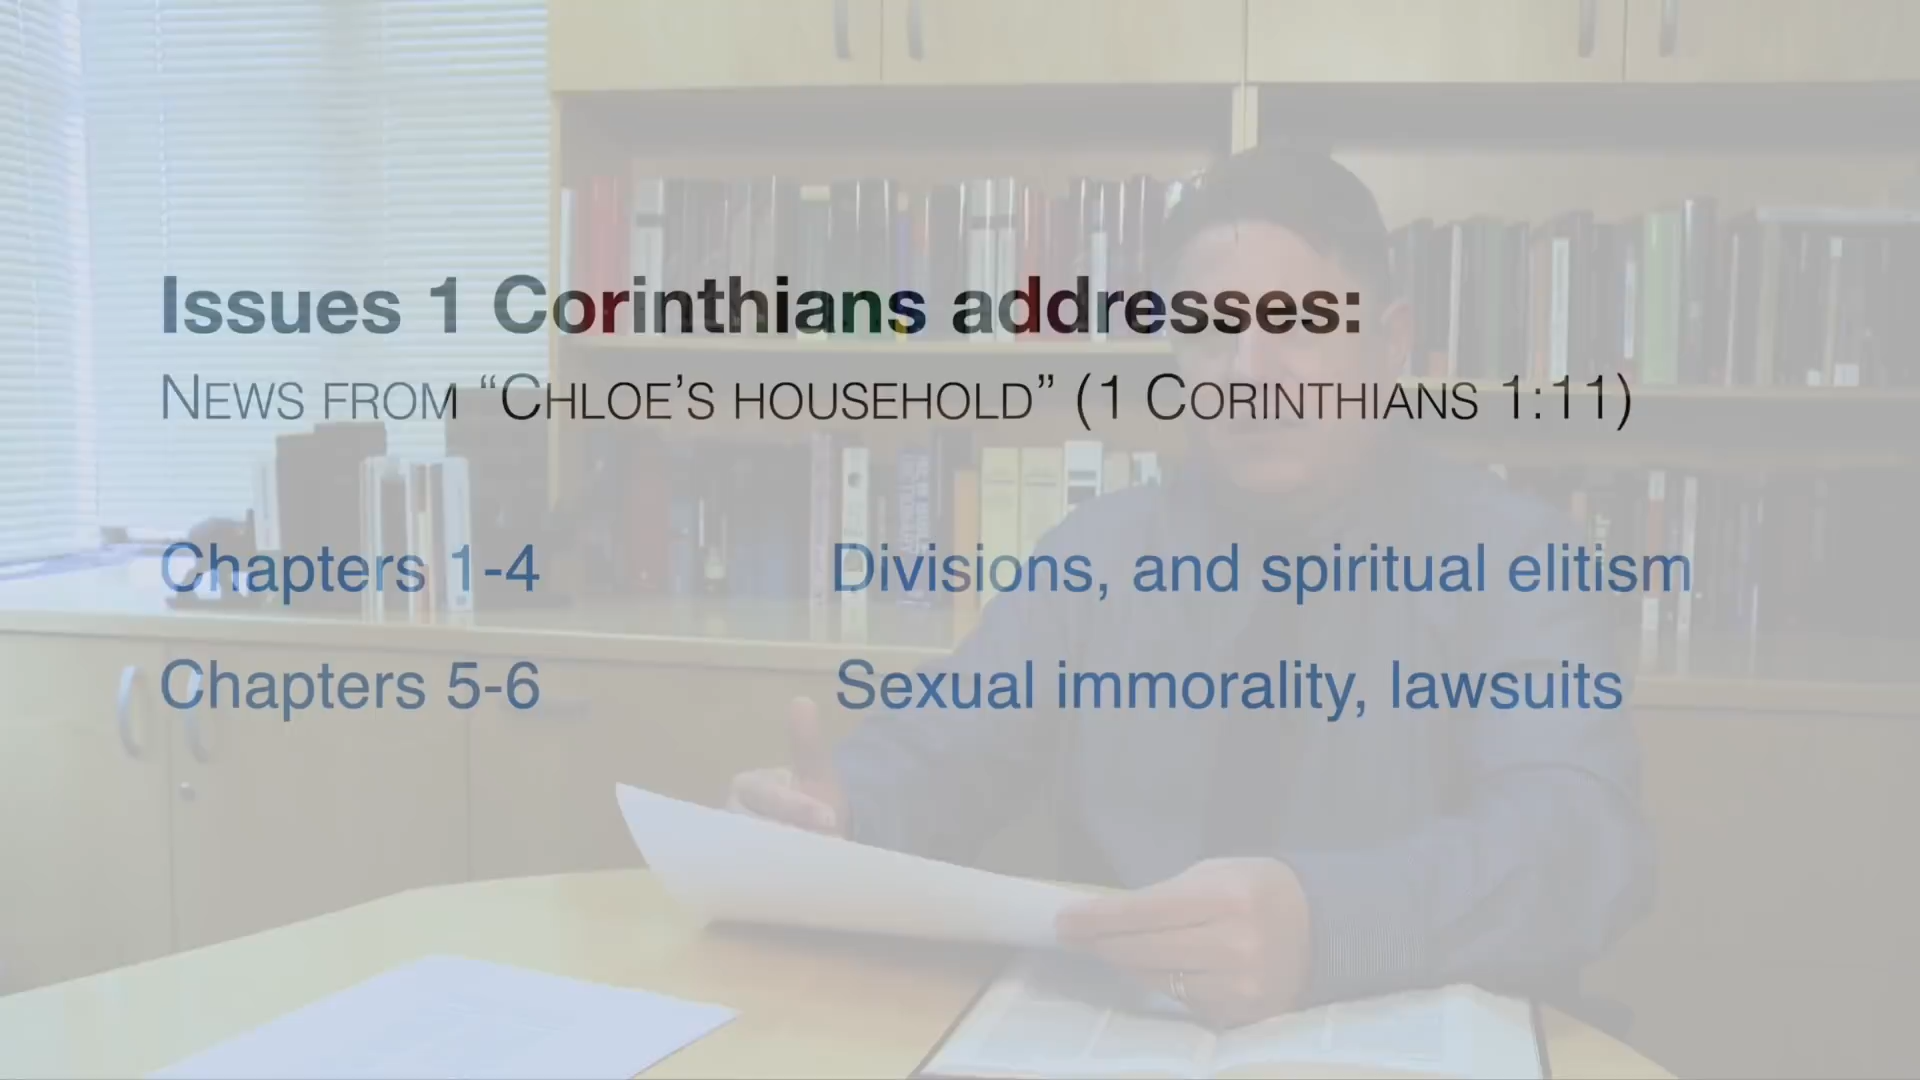 Issues 1 Corinthians addresses:
News from “Chloe’s household” (1 Corinthians 1:11)
Chapters 1-4 Divisions, and spiritual elitism
Chapters 5-6 Sexual immorality, lawsuits